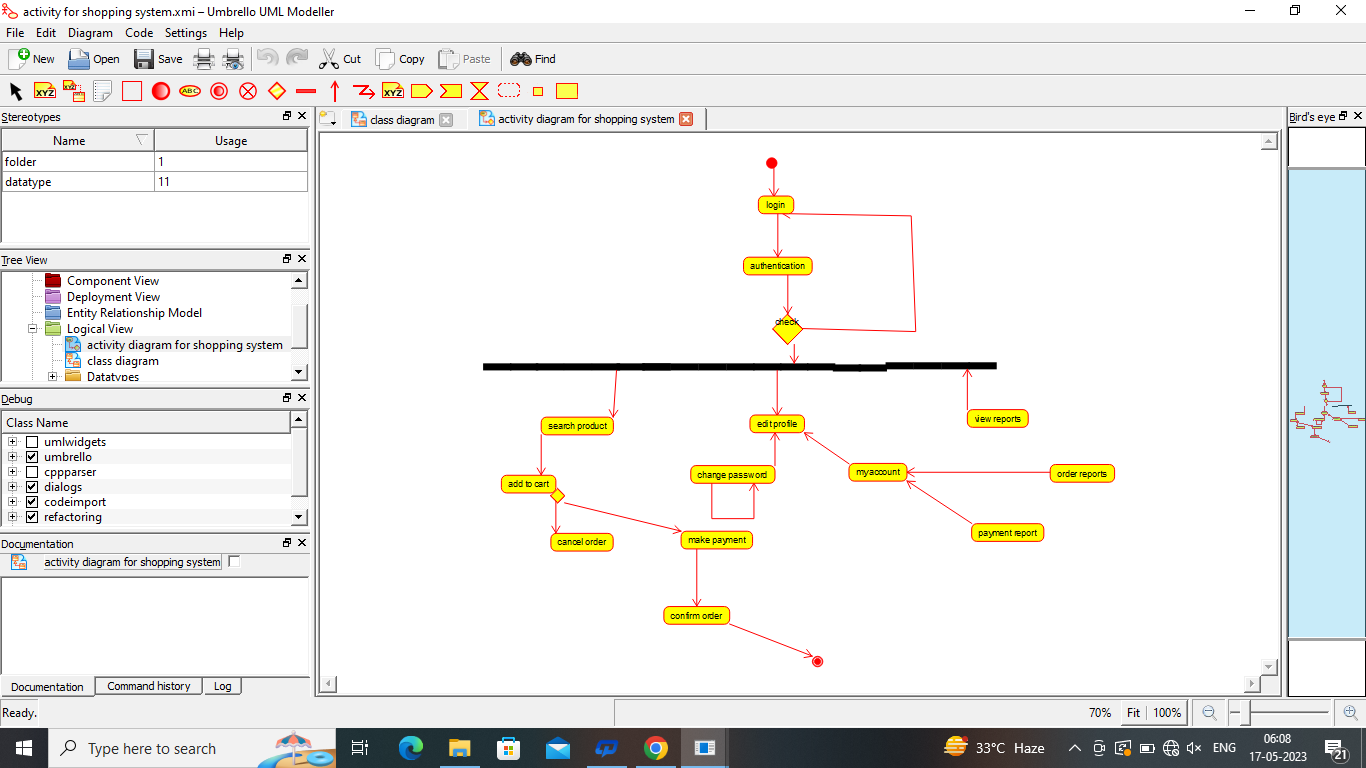 activity for shopping system.xmi – Umbrello UML Modeller
File Edit Diagram Code Settings Help
New Open Save Cut Copy Paste Find
XYZ XYZ ABC XYZ
Stereotypes
Name Usage
folder 1
datatype 11
Tree View
Component View
Deployment View
Entity Relationship Model
Logical View
activity diagram for shopping system
class diagram
Datatypes
Debug
Class Name
umlwidgets
umbrello
cppparser
dialogs
codeimport
refactoring
Documentation
activity diagram for shopping system
Documentation Command history Log
class diagram activity diagram for shopping system
login
authentication
check
search product
edit profile
view reports
add to cart
change password
myaccount
order reports
cancel order
make payment
payment report
confirm order
Bird's eye
Ready.
70% Fit 100%
Type here to search
33°C Haze
ENG
06:08
17-05-2023
21